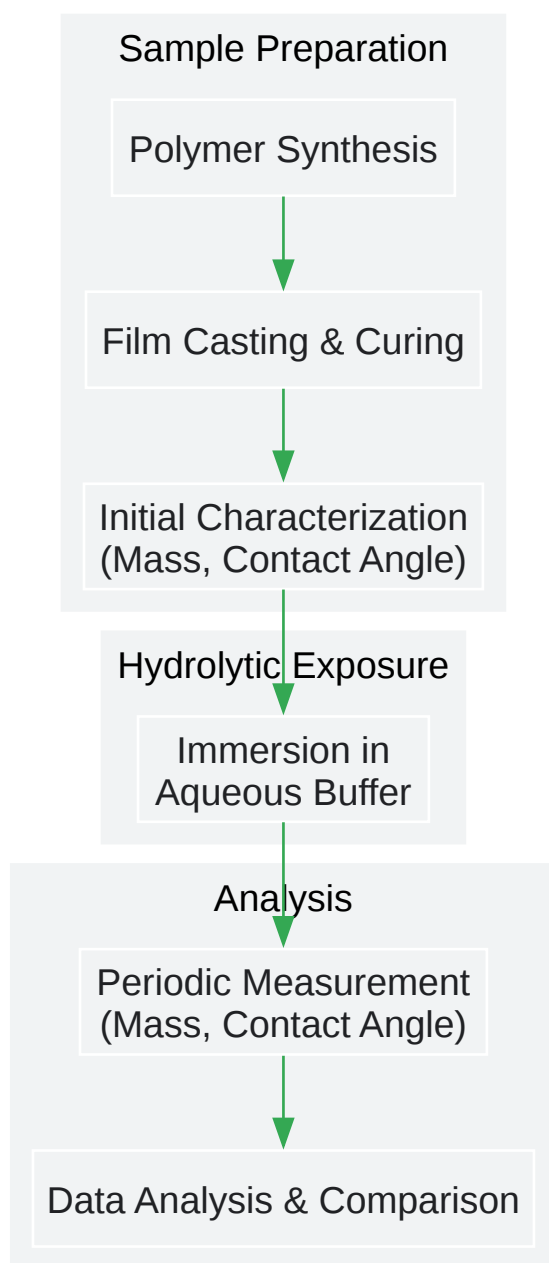 Sample Preparation
Polymer Synthesis
Film Casting & Curing
Initial Characterization
(Mass, Contact Angle)
Hydrolytic Exposure
Immersion in
Aqueous Buffer
Analysis
Periodic Measurement
(Mass, Contact Angle)
Data Analysis & Comparison